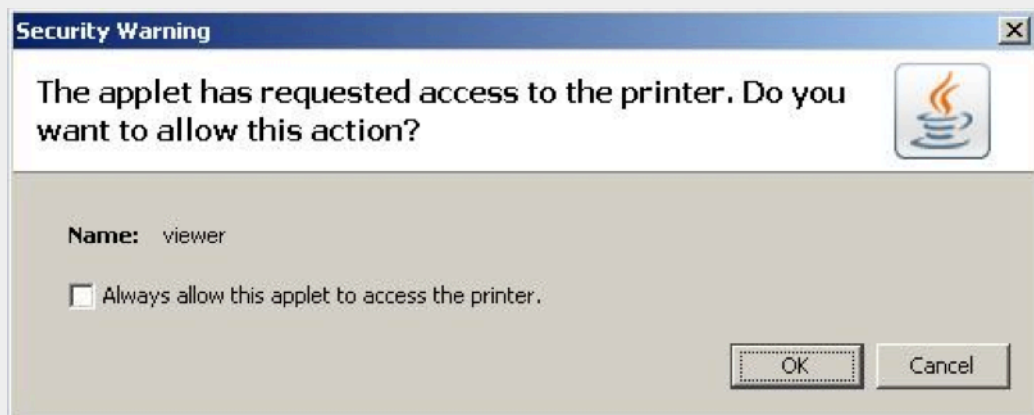 Security Warning
The applet has requested access to the printer. Do you
want to allow this action?
Name: viewer
Always allow this applet to access the printer.
OK Cancel